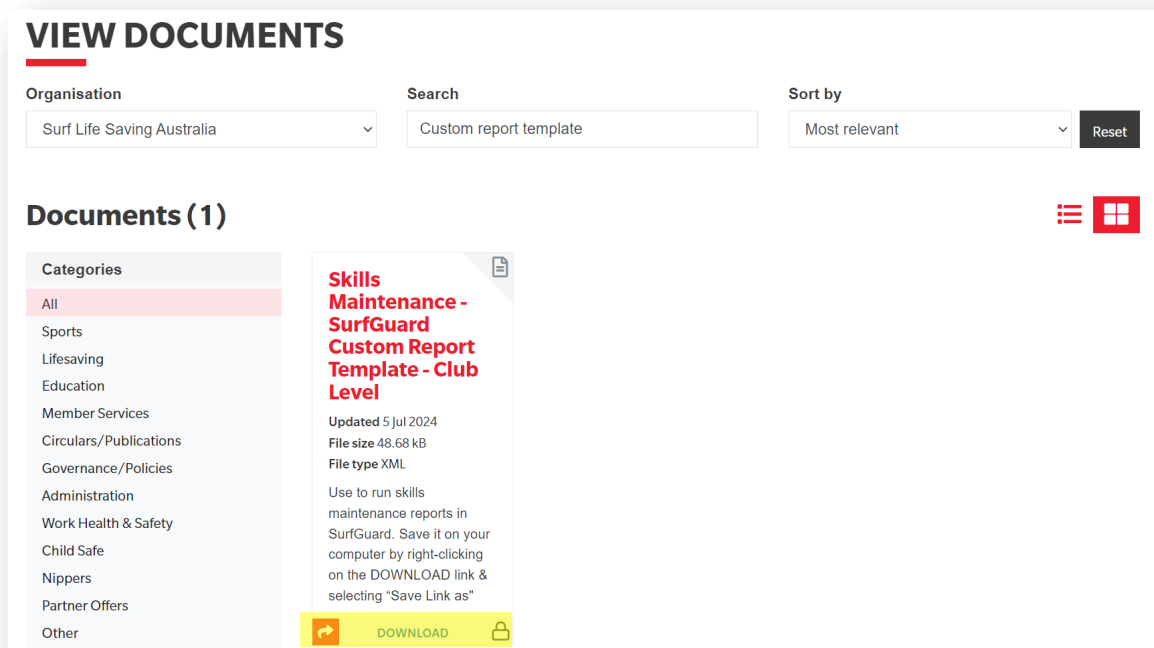 VIEW DOCUMENTS
Organisation
Search
Sort by
Surf Life Saving Australia
Custom report template
Most relevant
Reset
Documents (1)
Categories
All
Sports
Lifesaving
Education
Member Services
Circulars/Publications
Governance/Policies
Administration
Work Health & Safety
Child Safe
Nippers
Partner Offers
Other
Skills
Maintenance -
SurfGuard
Custom Report
Template - Club
Level
Updated 5 Jul 2024
File size 48.68 kB
File type XML
Use to run skills
maintenance reports in
SurfGuard. Save it on your
computer by right-clicking
on the DOWNLOAD link &
selecting “Save Link as"
DOWNLOAD